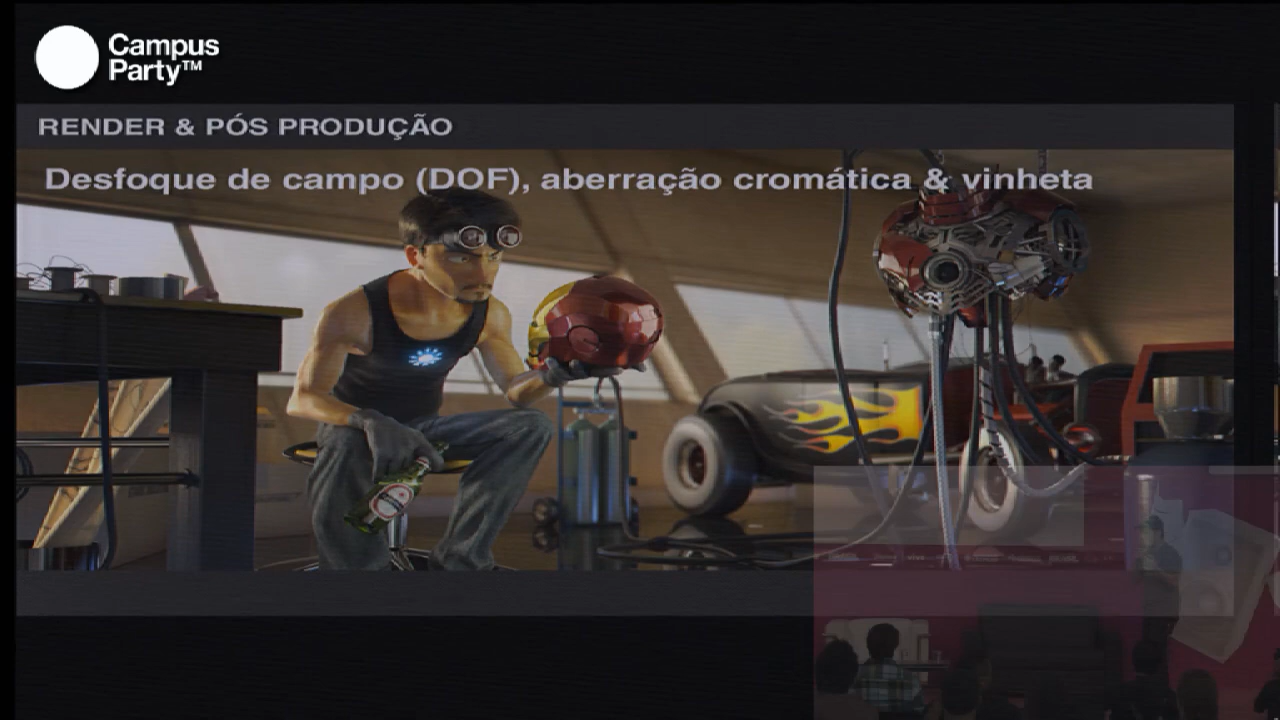 Campus
Party™
RENDER & PÓS PRODUÇÃO
Desfoque de campo (DOF), aberração cromática & vinheta